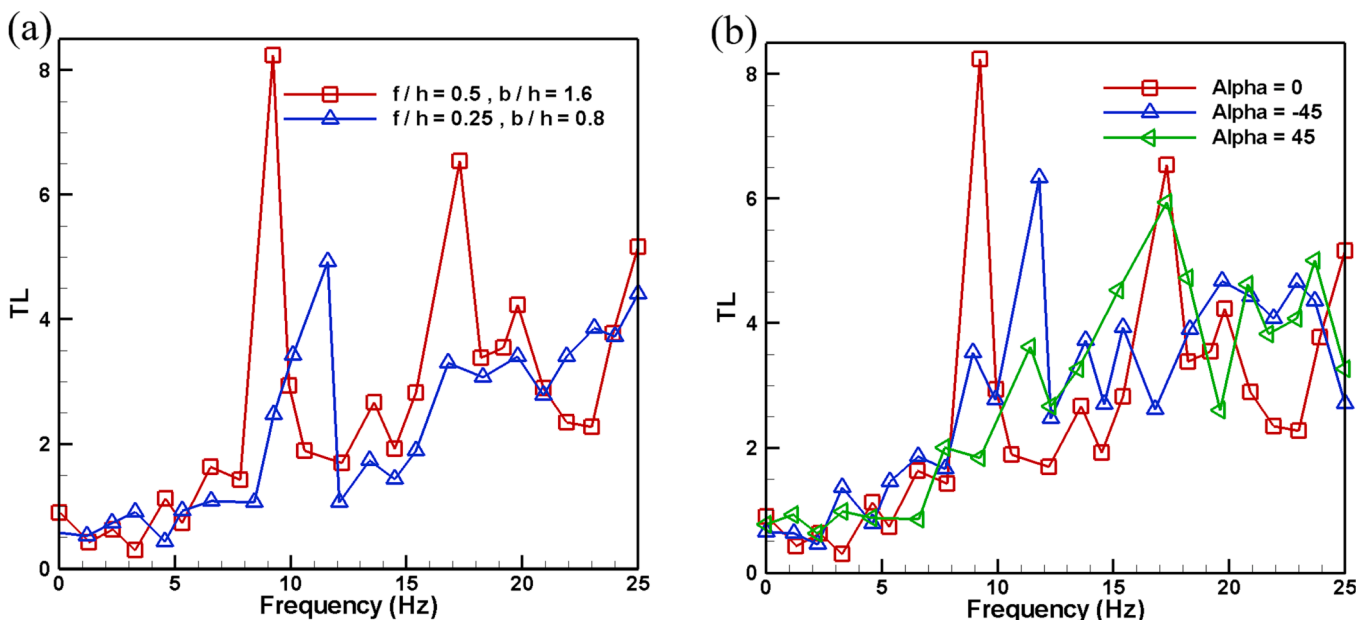 (a)
8
6
4
2
0
TL
f / h = 0.5 , b / h = 1.6
f / h = 0.25 , b / h = 0.8
0 5 10 15 20 25
Frequency (Hz)
(b)
8
6
4
2
0
TL
Alpha = 0
Alpha = -45
Alpha = 45
0 5 10 15 20 25
Frequency (Hz)